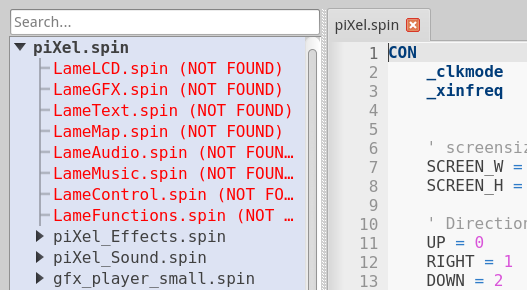 Search...
piXel.spin
LameLCD.spin (NOT FOUND)
LameGFX.spin (NOT FOUND)
LameText.spin (NOT FOUND)
LameMap.spin (NOT FOUND)
LameAudio.spin (NOT FOUN…
LameMusic.spin (NOT FOUN…
LameControl.spin (NOT FO…
LameFunctions.spin (NOT …
piXel_Effects.spin
piXel_Sound.spin
gfx_player_small.spin
piXel.spin
1 CON
2 _clkmode
3 _xinfreq
4
5
6 ' screensiz
7 SCREEN_W =
8 SCREEN_H =
9
10 ' Direction
11 UP = 0
12 RIGHT = 1
13 DOWN = 2